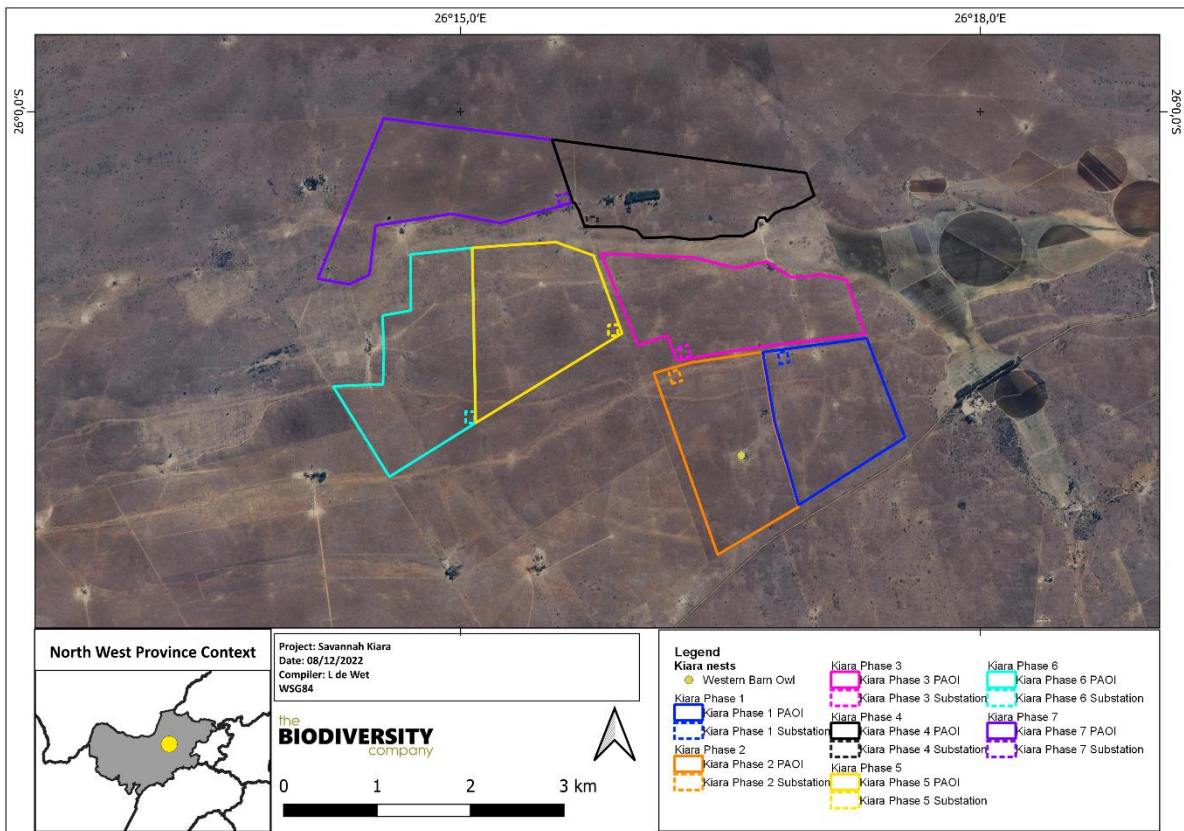 26°15,0'E
26°18,0'E
26°0,0'S
26°0,0'S
North West Province Context
Project: Savannah Kiara
Date: 08/12/2022
Compiler: L de Wet
WSG84
the
BIODIVERSITY
company
0 1 2 3 km
Legend
Kiara nests
Western Barn Owl
Kiara Phase 1
Kiara Phase 1 PAOI
Kiara Phase 1 Substation
Kiara Phase 2
Kiara Phase 2 PAOI
Kiara Phase 2 Substation
Kiara Phase 3
Kiara Phase 3 PAOI
Kiara Phase 3 Substation
Kiara Phase 4
Kiara Phase 4 PAOI
Kiara Phase 4 Substation
Kiara Phase 5
Kiara Phase 5 PAOI
Kiara Phase 5 Substation
Kiara Phase 6
Kiara Phase 6 PAOI
Kiara Phase 6 Substation
Kiara Phase 7
Kiara Phase 7 PAOI
Kiara Phase 7 Substation